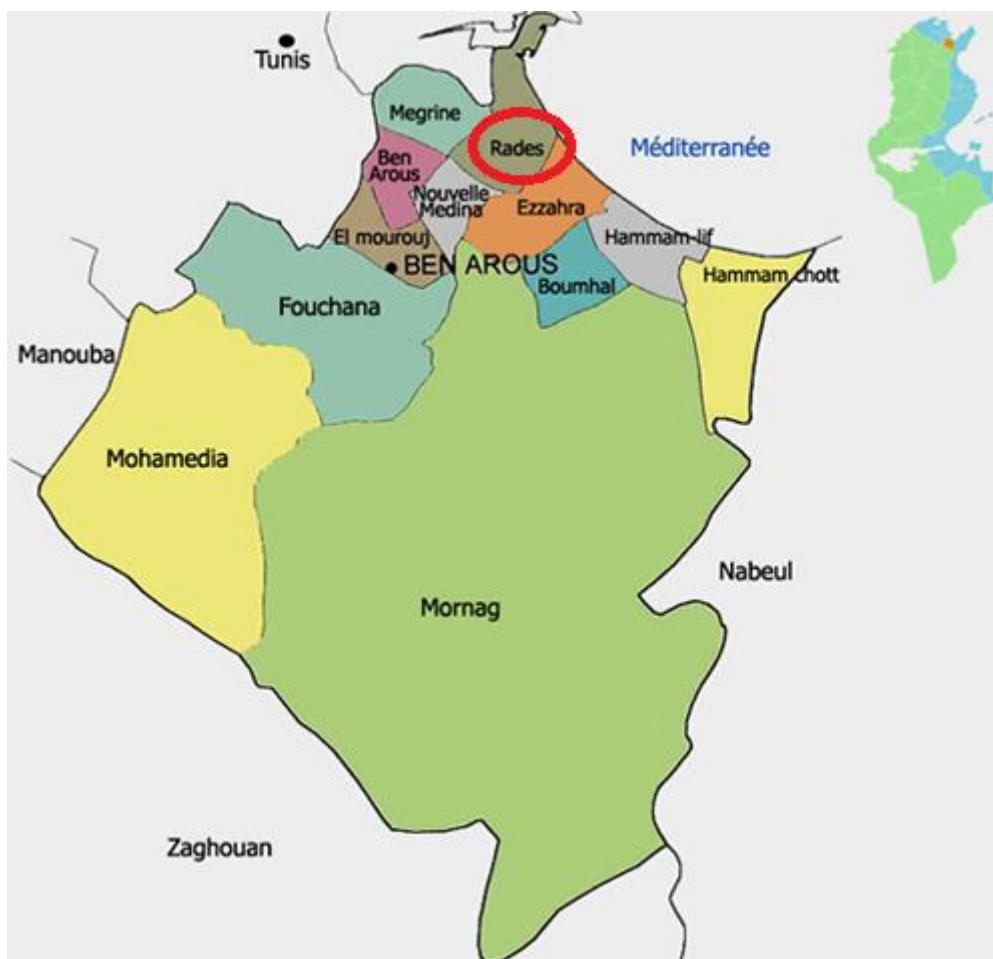 Tunis
Megrine
Rades
Méditerranée
Ben
Arous
Nouvelle
Medina
Ezzahra
El mourouj
Hammam-lif
BEN AROUS
Hammam chott
Boumhal
Fouchana
Manouba
Mohamedia
Nabeul
Mornag
Zaghouan